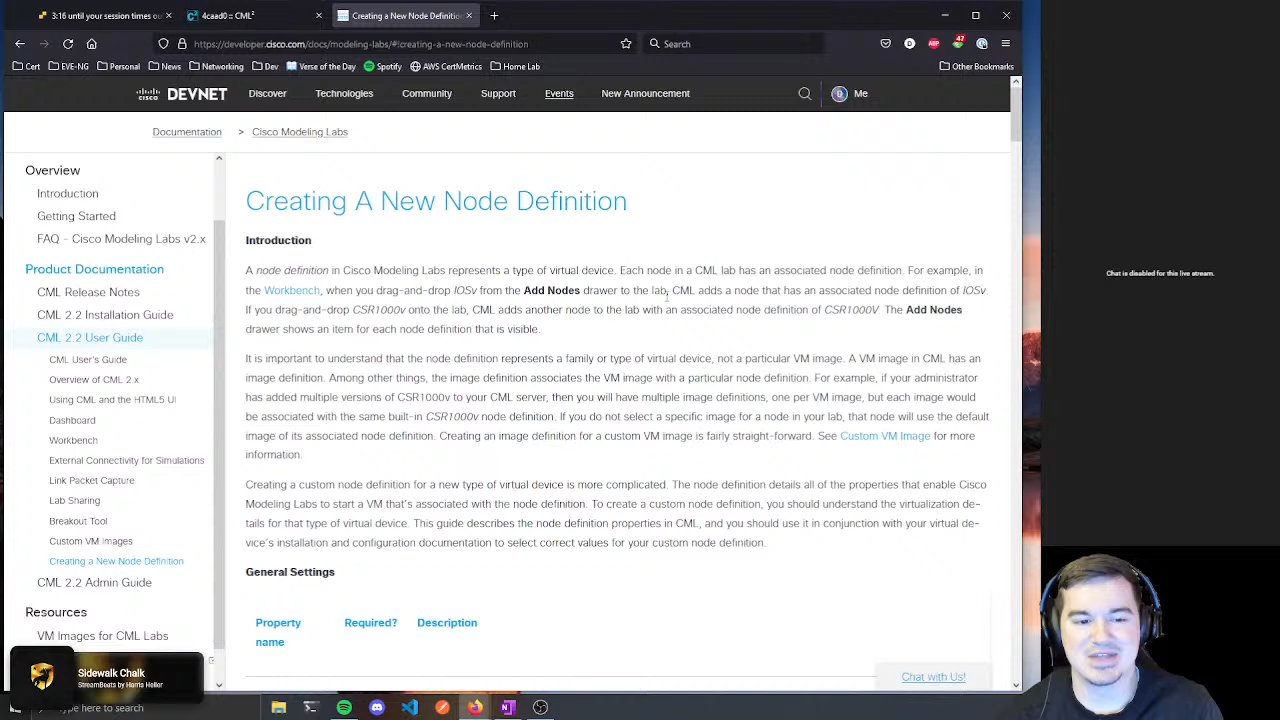 3:16 until second times out
4caad0:: CML²
Creating a New Node Definition
https://developer.cisco.com/docs/modeling-labs/#!creating-a-new-node-definition
Search
47
Cert
EVE-NG
Personal
News
Networking
Dev
Verse of the Day
Spotify
AWS CertMetrics
Home Lab
Other Bookmarks
cisco DEVNET
Discover
Technologies
Community
Support
Events
New Announcement
D
Me
Documentation > Cisco Modeling Labs
Overview
Introduction
Getting Started
FAQ - Cisco Modeling Labs v2.x
Product Documentation
CML Release Notes
CML 2.2 Installation Guide
CML 2.2 User Guide
CML User's Guide
Overview of CML 2.x
Using CML and the HTML5 UI
Dashboard
Workbench
External Connectivity for Simulations
Link Packet Capture
Lab Sharing
Breakout Tool
Custom VM Images
Creating a New Node Definition
CML 2.2 Admin Guide
Resources
VM Images for CML Labs
Creating A New Node Definition
Introduction
A node definition in Cisco Modeling Labs represents a type of virtual device. Each node in a CML lab has an associated node definition. For example, in
the Workbench, when you drag-and-drop IOSv from the Add Nodes drawer to the lab, CML adds a node that has an associated node definition of IOSv.
If you drag-and-drop CSR1000v onto the lab, CML adds another node to the lab with an associated node definition of CSR1000V. The Add Nodes
drawer shows an item for each node definition that is visible.
It is important to understand that the node definition represents a family or type of virtual device, not a particular VM image. A VM image in CML has an
image definition. Among other things, the image definition associates the VM image with a particular node definition. For example, if your administrator
has added multiple versions of CSR1000v to your CML server, then you will have multiple image definitions, one per VM image, but each image would
be associated with the same built-in CSR1000v node definition. If you do not select a specific image for a node in your lab, that node will use the default
image of its associated node definition. Creating an image definition for a custom VM image is fairly straight-forward. See Custom VM Image for more
information.
Creating a custom node definition for a new type of virtual device is more complicated. The node definition details all of the properties that enable Cisco
Modeling Labs to start a VM that's associated with the node definition. To create a custom node definition, you should understand the virtualization de-
tails for that type of virtual device. This guide describes the node definition properties in CML, and you should use it in conjunction with your virtual de-
vice's installation and configuration documentation to select correct values for your custom node definition.
General Settings
Property name
Required?
Description
Chat with Us!
Sidewalk Chalk
StreamBeats by Harris Heller
here to search
Chat is disabled for this live stream.